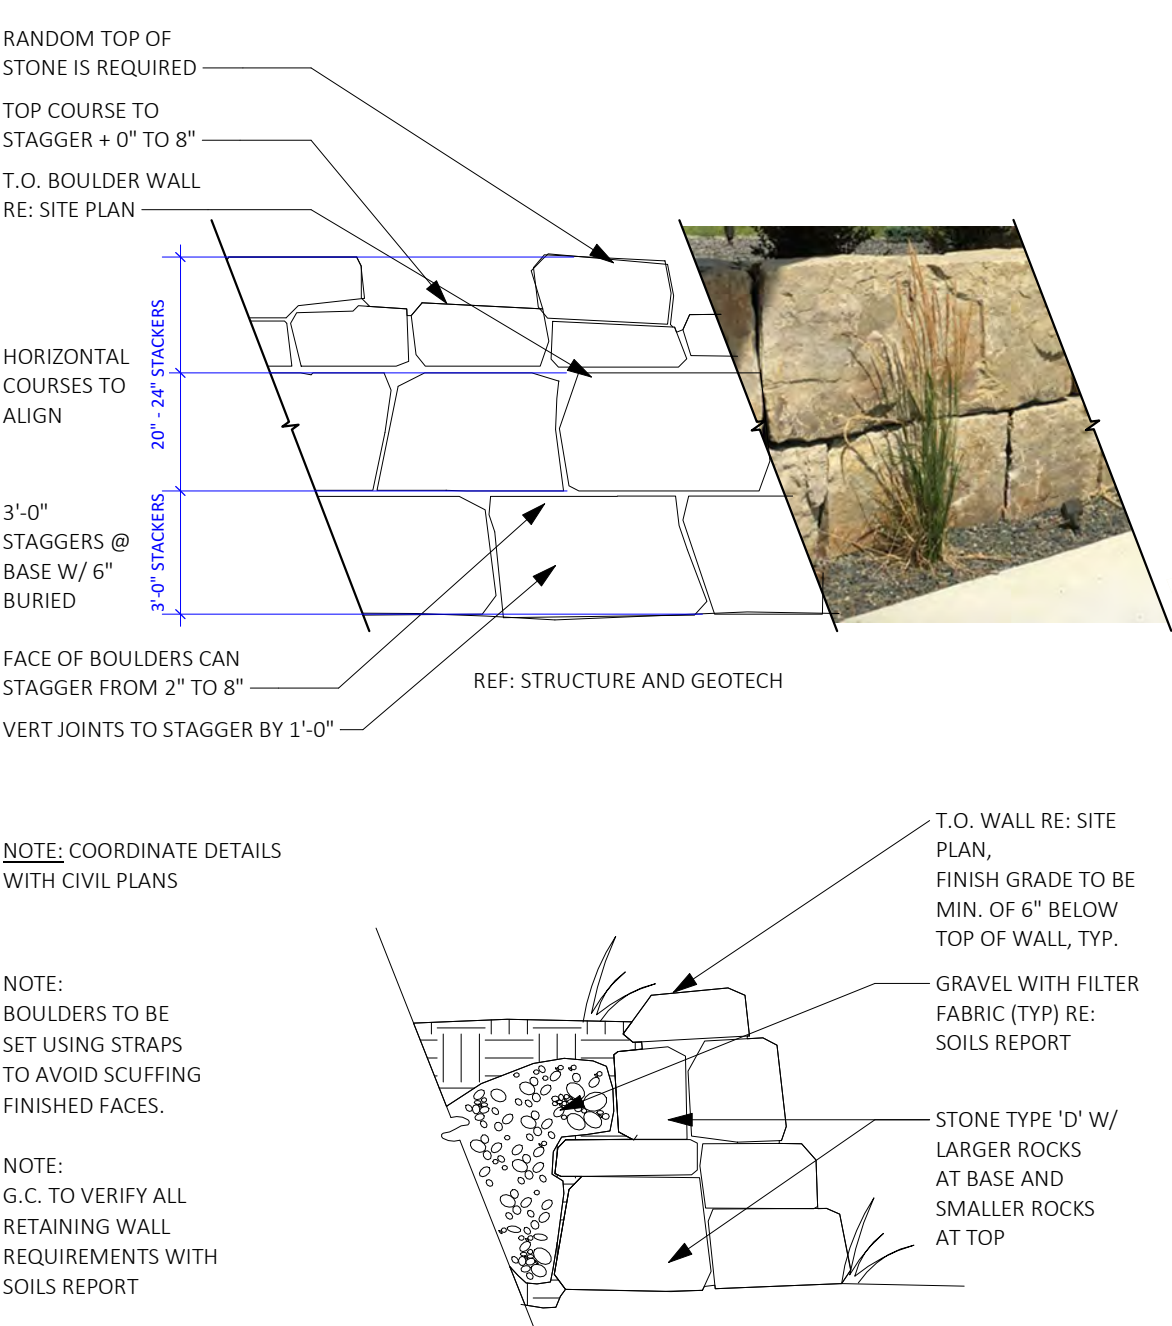 RANDOM TOP OF
STONE IS REQUIRED
TOP COURSE TO
STAGGER + 0" TO 8"
T.O. BOULDER WALL
RE: SITE PLAN
HORIZONTAL
COURSES TO
ALIGN
20" - 24" STACKERS
3'-0"
STAGGERS @
BASE W/ 6"
BURIED
3'-0" STACKERS
FACE OF BOULDERS CAN
STAGGER FROM 2" TO 8"
VERT JOINTS TO STAGGER BY 1'-0"
REF: STRUCTURE AND GEOTECH
NOTE: COORDINATE DETAILS
WITH CIVIL PLANS
NOTE:
BOULDERS TO BE
SET USING STRAPS
TO AVOID SCUFFING
FINISHED FACES.
NOTE:
G.C. TO VERIFY ALL
RETAINING WALL
REQUIREMENTS WITH
SOILS REPORT
T.O. WALL RE: SITE
PLAN,
FINISH GRADE TO BE
MIN. OF 6" BELOW
TOP OF WALL, TYP.
GRAVEL WITH FILTER
FABRIC (TYP) RE:
SOILS REPORT
STONE TYPE 'D' W/
LARGER ROCKS
AT BASE AND
SMALLER ROCKS
AT TOP